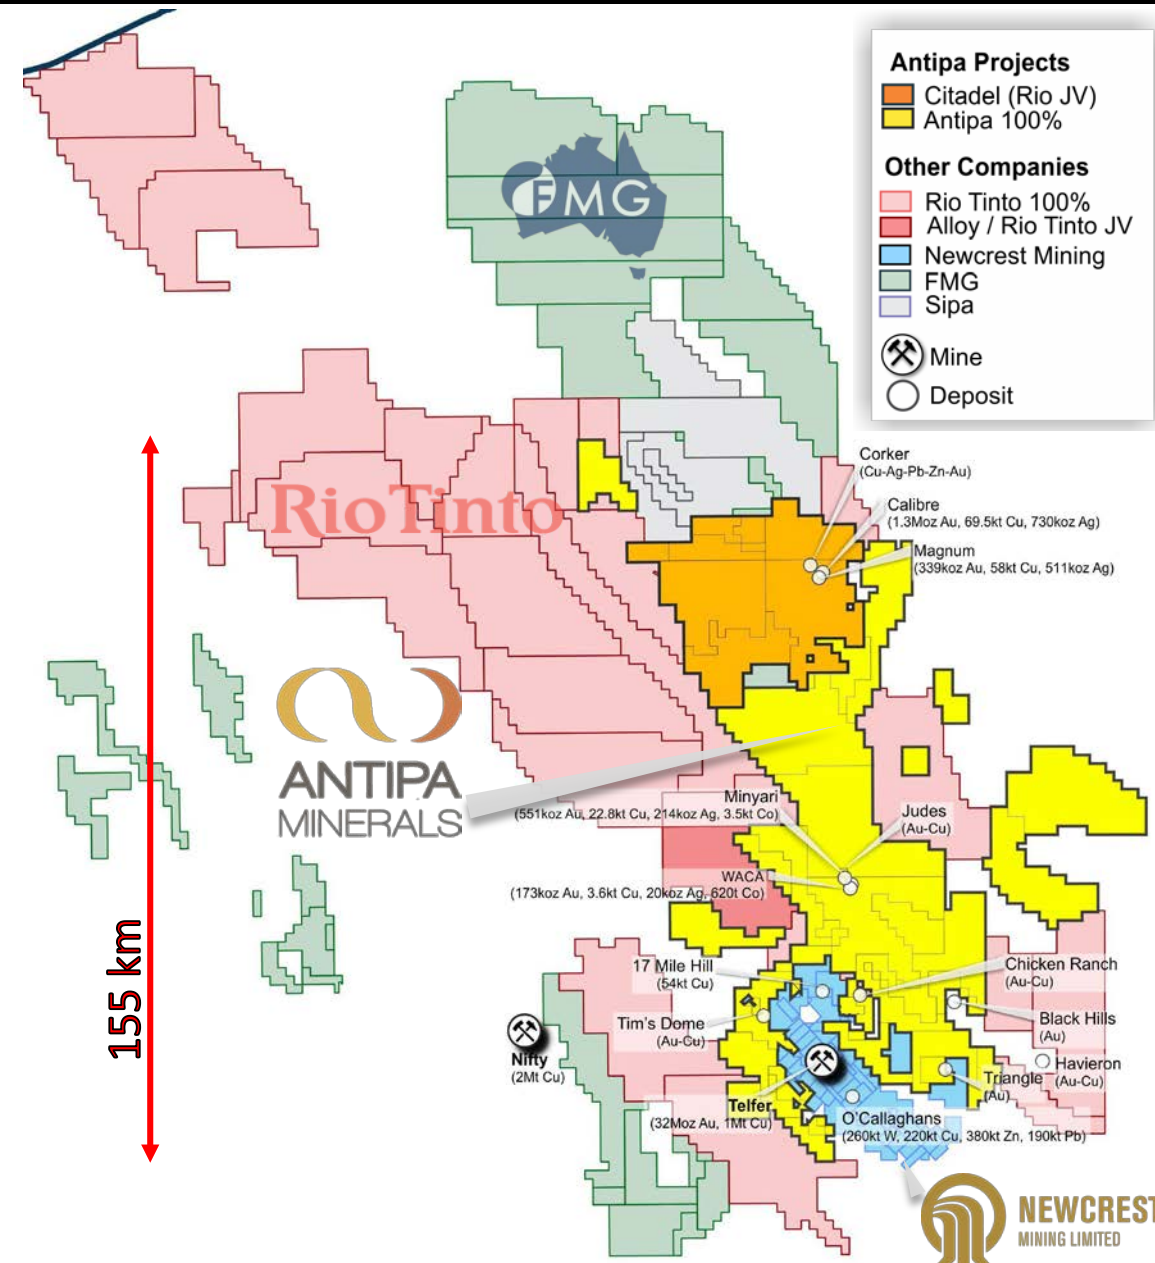 Antipa Projects
Citadel (Rio JV)
Antipa 100%
Other Companies
Rio Tinto 100%
Alloy / Rio Tinto JV
Newcrest Mining
FMG
Sipa
Mine
Deposit
FMG
Corker
(Cu-Ag-Pb-Zn-Au)
Calibre
(1.3Moz Au, 69.5kt Cu, 730koz Ag)
Magnum
(339koz Au, 58kt Cu, 511koz Ag)
RioTinto
ANTIPA
MINERALS
155 km
Minyari
(551koz Au, 22.8kt Cu, 214koz Ag, 3.5kt Co)
Judes
(Au-Cu)
WACA
(173koz Au, 3.6kt Cu, 20koz Ag, 620t Co)
17 Mile Hill
(54kt Cu)
Chicken Ranch
(Au-Cu)
Tim's Dome
(Au-Cu)
Black Hills
(Au)
Nifty
(2Mt Cu)
Havieron
(Au-Cu)
Triangle
(Au)
Telfer
(32Moz Au, 1Mt Cu)
O'Callaghans
(260kt W, 220kt Cu, 380kt Zn, 190kt Pb)
NEWCREST
MINING LIMITED